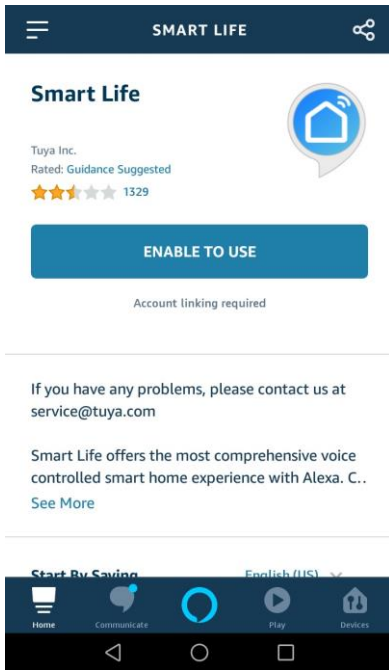 SMART LIFE
Smart Life
Tuya Inc.
Rated: Guidance Suggested
1329
ENABLE TO USE
Account linking required
If you have any problems, please contact us at
service@tuya.com
Smart Life offers the most comprehensive voice
controlled smart home experience with Alexa. C..
See More
Start By Saying English (US)
Home Communicate Play Devices